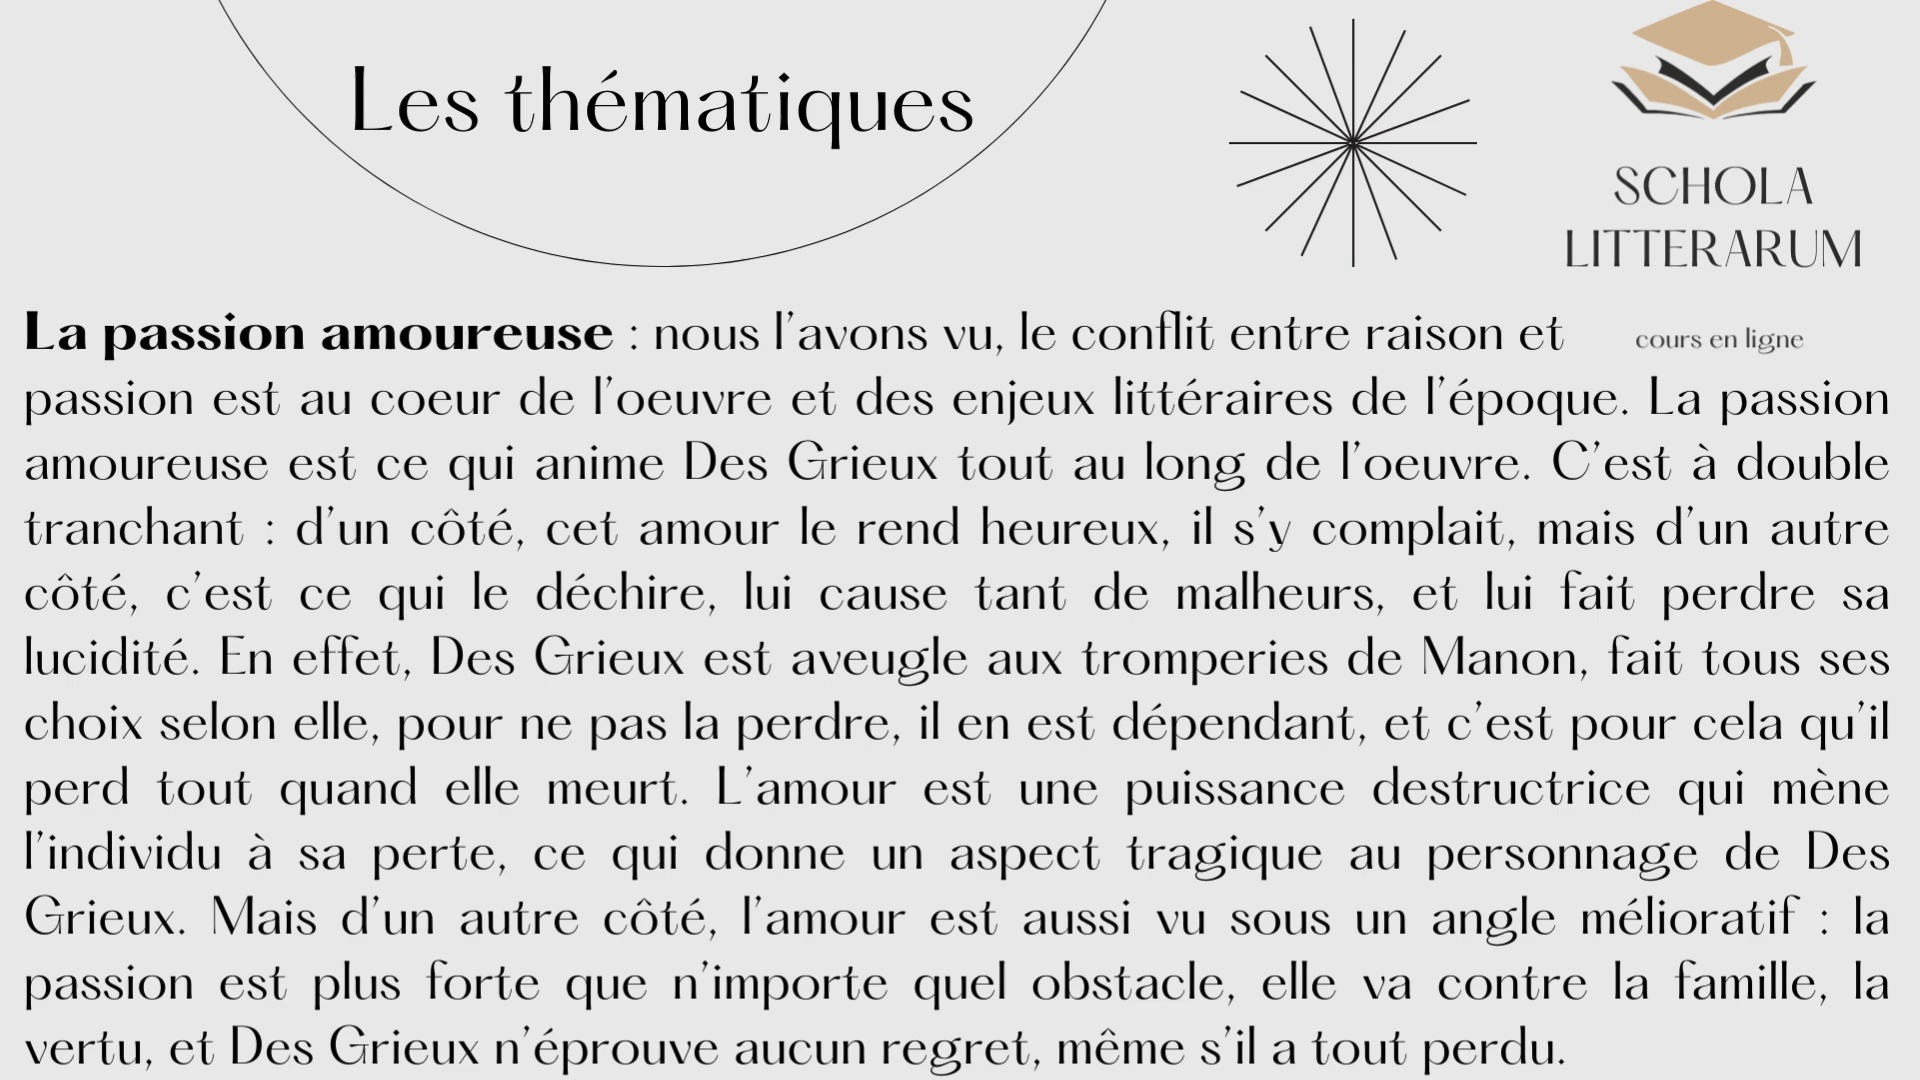 Les thématiques
SCHOLA
LITTERARUM
cours en ligne
La passion amoureuse : nous l’avons vu, le conflit entre raison et
passion est au coeur de l’oeuvre et des enjeux littéraires de l’époque. La passion
amoureuse est ce qui anime Des Grieux tout au long de l’oeuvre. C’est à double
tranchant : d’un côté, cet amour le rend heureux, il s’y complait, mais d’un autre
côté, c’est ce qui le déchire, lui cause tant de malheurs, et lui fait perdre sa
lucidité. En effet, Des Grieux est aveugle aux tromperies de Manon, fait tous ses
choix selon elle, pour ne pas la perdre, il en est dépendant, et c’est pour cela qu’il
perd tout quand elle meurt. L’amour est une puissance destructrice qui mène
l’individu à sa perte, ce qui donne un aspect tragique au personnage de Des
Grieux. Mais d’un autre côté, l’amour est aussi vu sous un angle mélioratif : la
passion est plus forte que n’importe quel obstacle, elle va contre la famille, la
vertu, et Des Grieux n’éprouve aucun regret, même s’il a tout perdu.